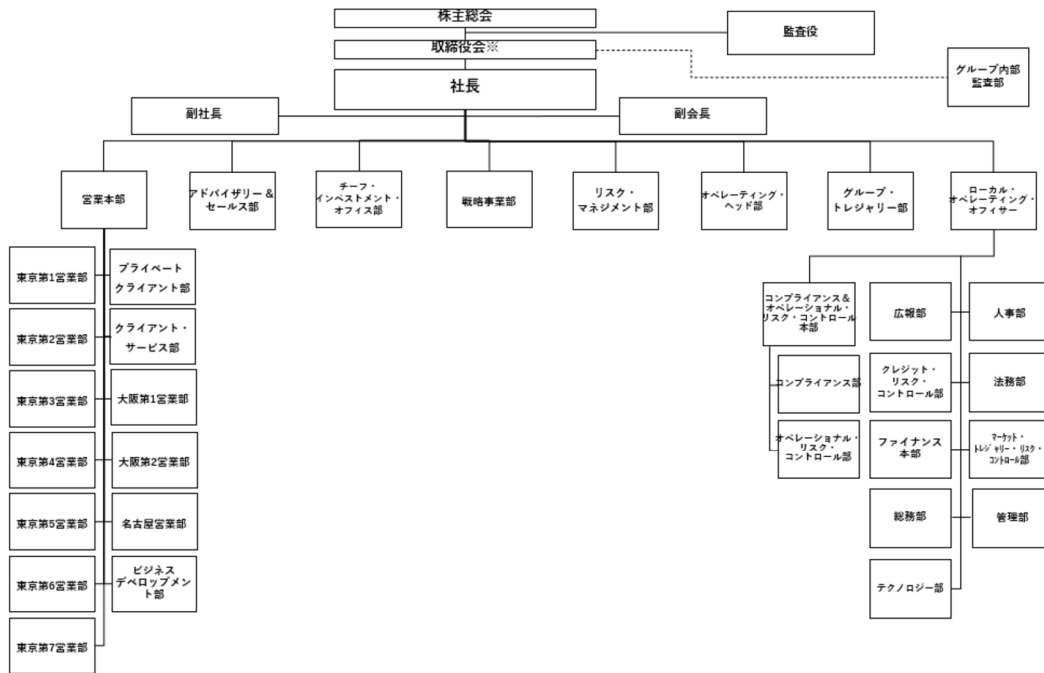 株主総会
監査役
取締役会※
グループ内部
監査部
社長
副社長
副会長
営業本部
アドバイザリー＆
セールス部
チーフ・
インベストメント・
オフィス部
戦略事業部
リスク・
マネジメント部
オペレーティング・
ヘッド部
グループ・
トレジャリー部
ローカル・
オペレーティング・
オフィサー
東京第1営業部
プライベート
クライアント部
東京第2営業部
クライアント・
サービス部
東京第3営業部
大阪第1営業部
東京第4営業部
大阪第2営業部
東京第5営業部
名古屋営業部
東京第6営業部
ビジネス
デベロップメン
ト部
東京第7営業部
コンプライアンス＆
オペレーショナル・
リスク・コントロール
本部
コンプライアンス部
オペレーショナル・
リスク・
コントロール部
広報部
人事部
クレジット・
リスク・
コントロール部
法務部
ファイナンス
本部
マーケット・
トレジャリー・リスク・
コントロール部
総務部
管理部
テクノロジー部